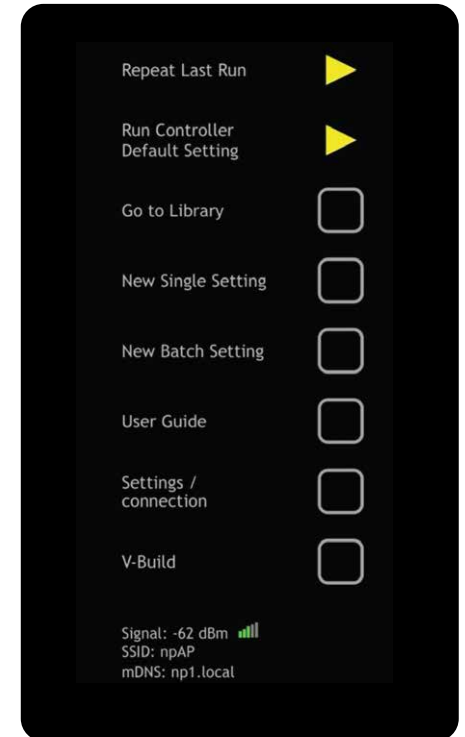 Repeat Last Run
Run Controller
Default Setting
Go to Library
New Single Setting
New Batch Setting
User Guide
Settings /
connection
V-Build
Signal: -62 dBm
SSID: npAP
mDNS: np1.local